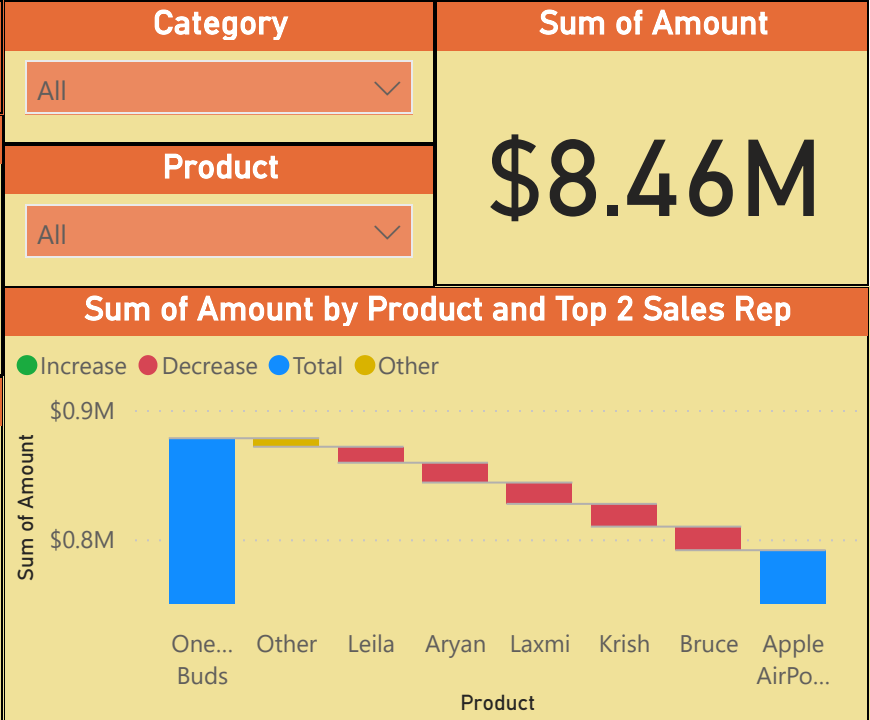 Category
All
Product
All
Sum of Amount
$8.46M
Sum of Amount by Product and Top 2 Sales Rep
Increase Decrease Total Other
$0.9M
$0.8M
Sum of Amount
One... Other Leila Aryan Laxmi Krish Bruce Apple
Buds AirPo...
Product